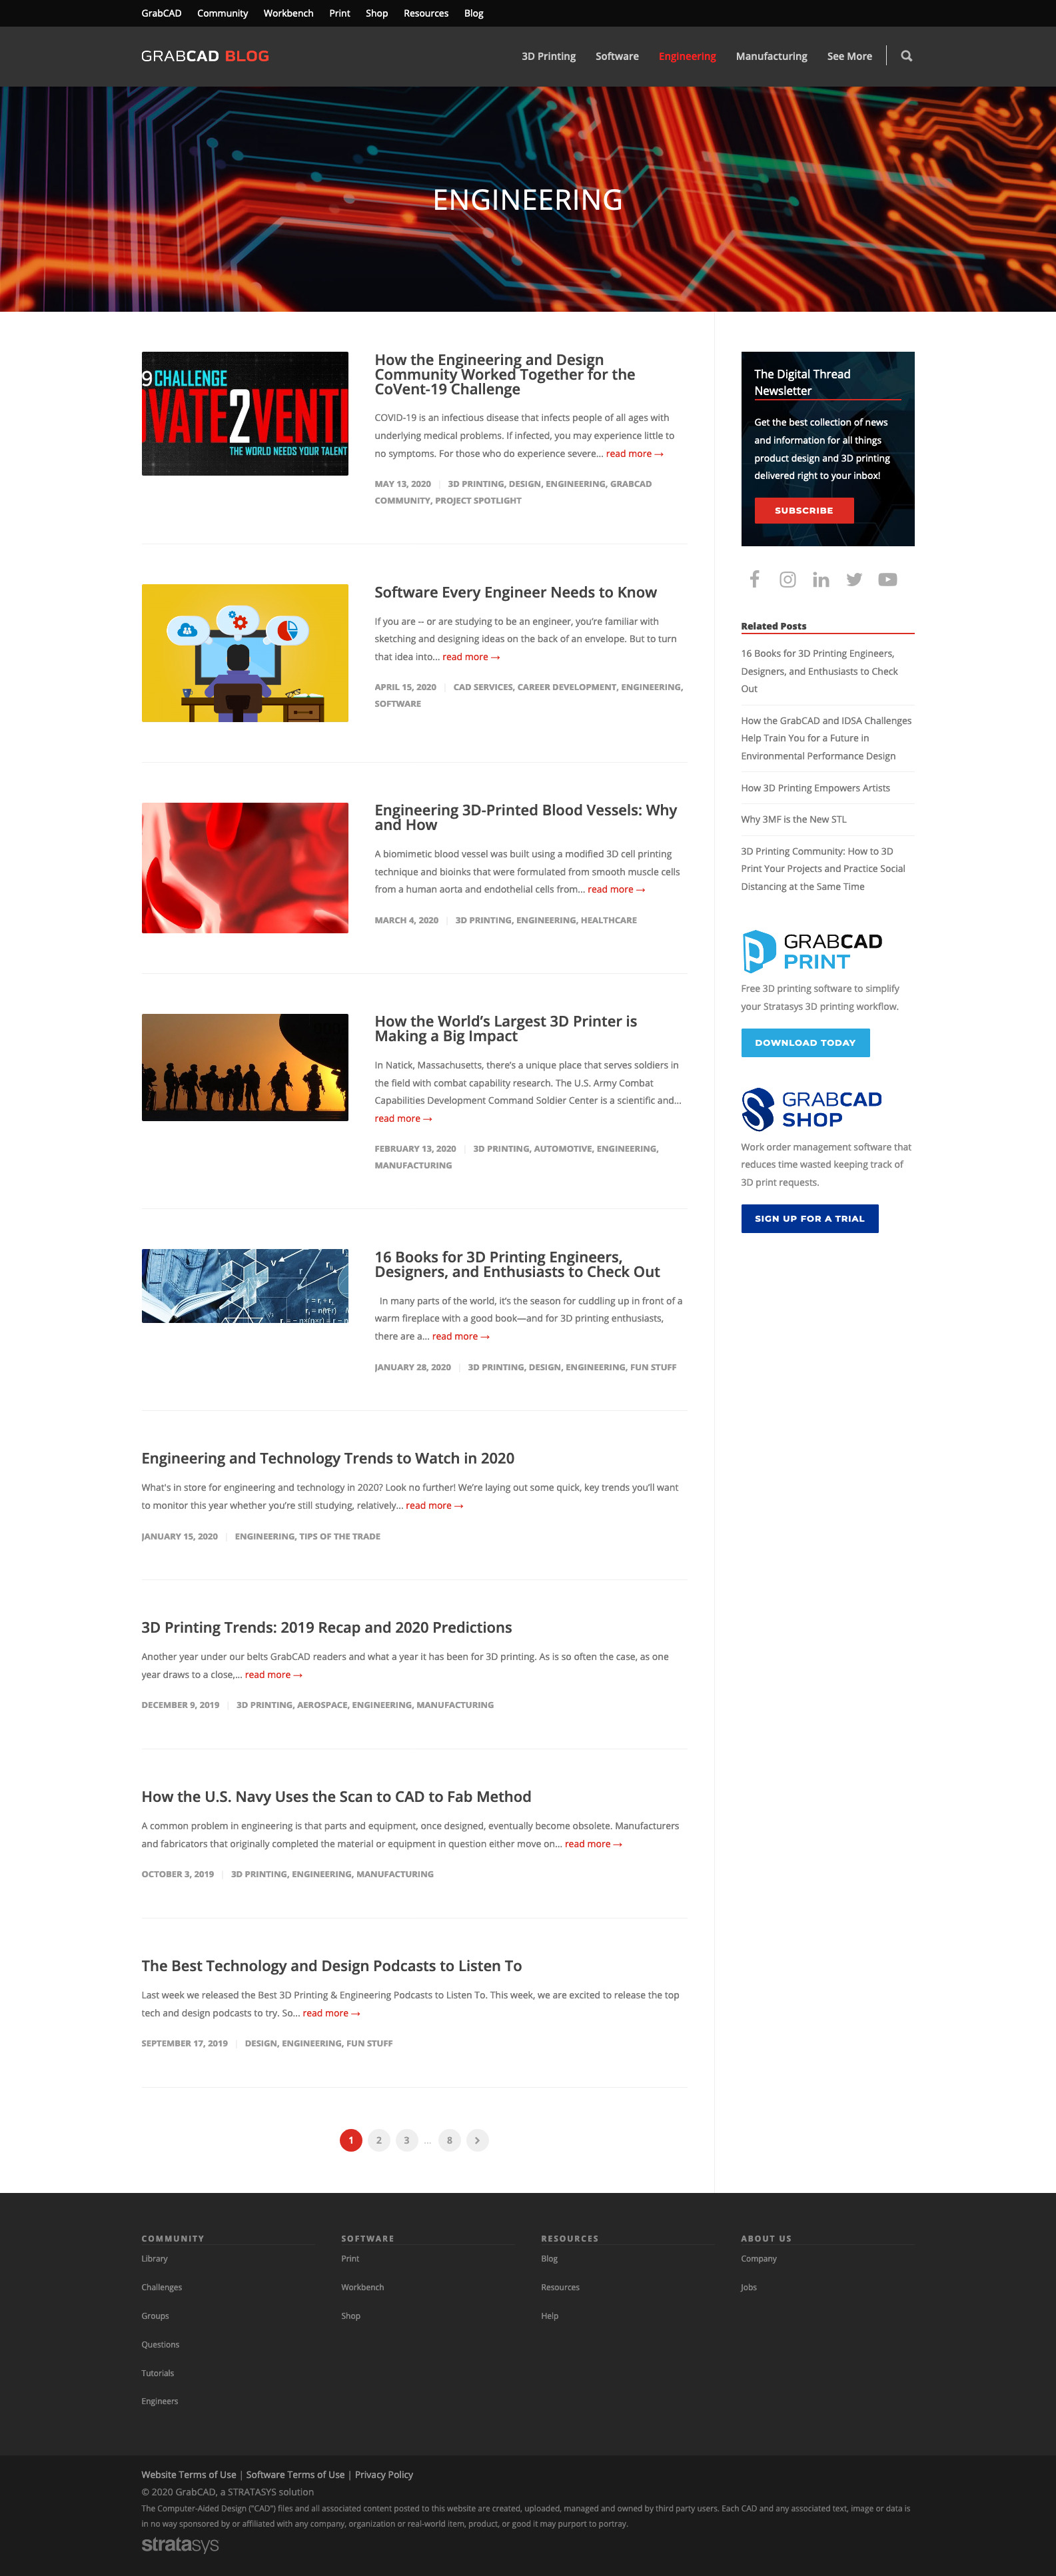 GrabCAD Community Workbench Print Shop Resources Blog
GRABCAD BLOG
3D Printing Software Engineering Manufacturing See More
ENGINEERING
9 CHALLENGE
VATE2VENTI
THE WORLD NEEDS YOUR TALENT
How the Engineering and Design
Community Worked Together for the
CoVent-19 Challenge
COVID-19 is an infectious disease that infects people of all ages with
underlying medical problems. If infected, you may experience little to
no symptoms. For those who do experience severe... read more →
MAY 13, 2020 | 3D PRINTING, DESIGN, ENGINEERING, GRABCAD
COMMUNITY, PROJECT SPOTLIGHT
Software Every Engineer Needs to Know
If you are -- or are studying to be an engineer, you're familiar with
sketching and designing ideas on the back of an envelope. But to turn
that idea into... read more →
APRIL 15, 2020 | CAD SERVICES, CAREER DEVELOPMENT, ENGINEERING,
SOFTWARE
Engineering 3D-Printed Blood Vessels: Why
and How
A biomimetic blood vessel was built using a modified 3D cell printing
technique and bioinks that were formulated from smooth muscle cells
from a human aorta and endothelial cells from... read more →
MARCH 4, 2020 | 3D PRINTING, ENGINEERING, HEALTHCARE
How the World's Largest 3D Printer is
Making a Big Impact
In Natick, Massachusetts, there's a unique place that serves soldiers in
the field with combat capability research. The U.S. Army Combat
Capabilities Development Command Soldier Center is a scientific and...
read more →
FEBRUARY 13, 2020 | 3D PRINTING, AUTOMOTIVE, ENGINEERING,
MANUFACTURING
16 Books for 3D Printing Engineers,
Designers, and Enthusiasts to Check Out
In many parts of the world, it's the season for cuddling up in front of a
warm fireplace with a good book—and for 3D printing enthusiasts,
there are a... read more →
JANUARY 28, 2020 | 3D PRINTING, DESIGN, ENGINEERING, FUN STUFF
Engineering and Technology Trends to Watch in 2020
What's in store for engineering and technology in 2020? Look no further! We're laying out some quick, key trends you'll want
to monitor this year whether you're still studying, relatively... read more →
JANUARY 15, 2020 | ENGINEERING, TIPS OF THE TRADE
3D Printing Trends: 2019 Recap and 2020 Predictions
Another year under our belts GrabCAD readers and what a year it has been for 3D printing. As is so often the case, as one
year draws to a close,... read more →
DECEMBER 9, 2019 | 3D PRINTING, AEROSPACE, ENGINEERING, MANUFACTURING
How the U.S. Navy Uses the Scan to CAD to Fab Method
A common problem in engineering is that parts and equipment, once designed, eventually become obsolete. Manufacturers
and fabricators that originally completed the material or equipment in question either move on... read more →
OCTOBER 3, 2019 | 3D PRINTING, ENGINEERING, MANUFACTURING
The Best Technology and Design Podcasts to Listen To
Last week we released the Best 3D Printing & Engineering Podcasts to Listen To. This week, we are excited to release the top
tech and design podcasts to try. So... read more →
SEPTEMBER 17, 2019 | DESIGN, ENGINEERING, FUN STUFF
1 2 3 ... 8
The Digital Thread
Newsletter
Get the best collection of news
and information for all things
product design and 3D printing
delivered right to your inbox!
SUBSCRIBE
Related Posts
16 Books for 3D Printing Engineers,
Designers, and Enthusiasts to Check
Out
How the GrabCAD and IDSA Challenges
Help Train You for a Future in
Environmental Performance Design
How 3D Printing Empowers Artists
Why 3MF is the New STL
3D Printing Community: How to 3D
Print Your Projects and Practice Social
Distancing at the Same Time
GRABCAD
PRINT
Free 3D printing software to simplify
your Stratasys 3D printing workflow.
DOWNLOAD TODAY
GRABCAD
SHOP
Work order management software that
reduces time wasted keeping track of
3D print requests.
SIGN UP FOR A TRIAL
COMMUNITY
Library
Challenges
Groups
Questions
Tutorials
Engineers
SOFTWARE
Print
Workbench
Shop
RESOURCES
Blog
Resources
Help
ABOUT US
Company
Jobs
Website Terms of Use | Software Terms of Use | Privacy Policy
© 2020 GrabCAD, a STRATASYS solution
The Computer-Aided Design ("CAD") files and all associated content posted to this website are created, uploaded, managed and owned by third party users. Each CAD and any associated text, image or data is
in no way sponsored by or affiliated with any company, organization or real-world item, product, or good it may purport to portray.
stratasys